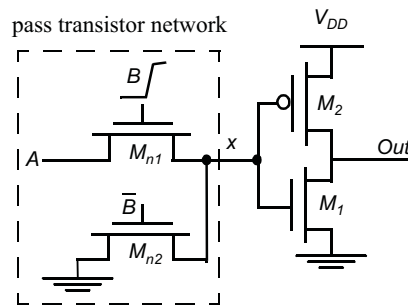 pass transistor network
V_DD
B
M_2
A
M_n1
x
Out
B̅
M_1
M_n2